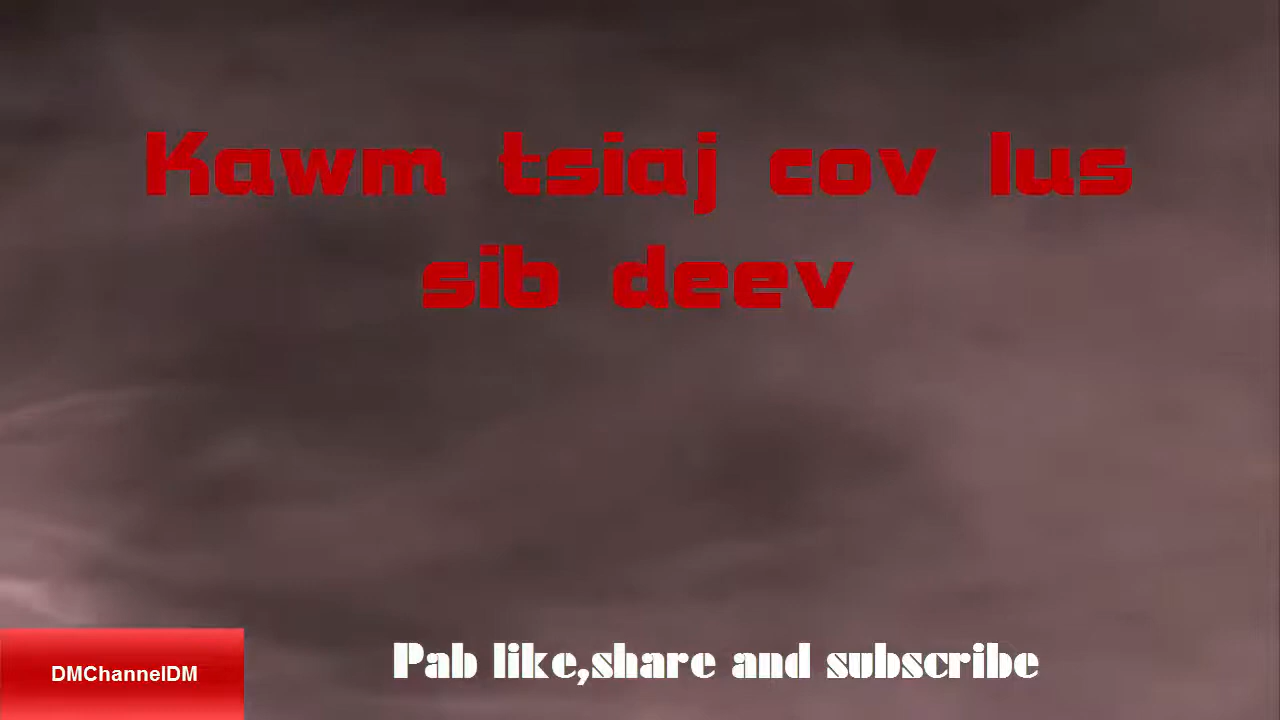 Kawm tsiaj cov lus
sib deev
Pab like,share and subscribe
DMChannelDM